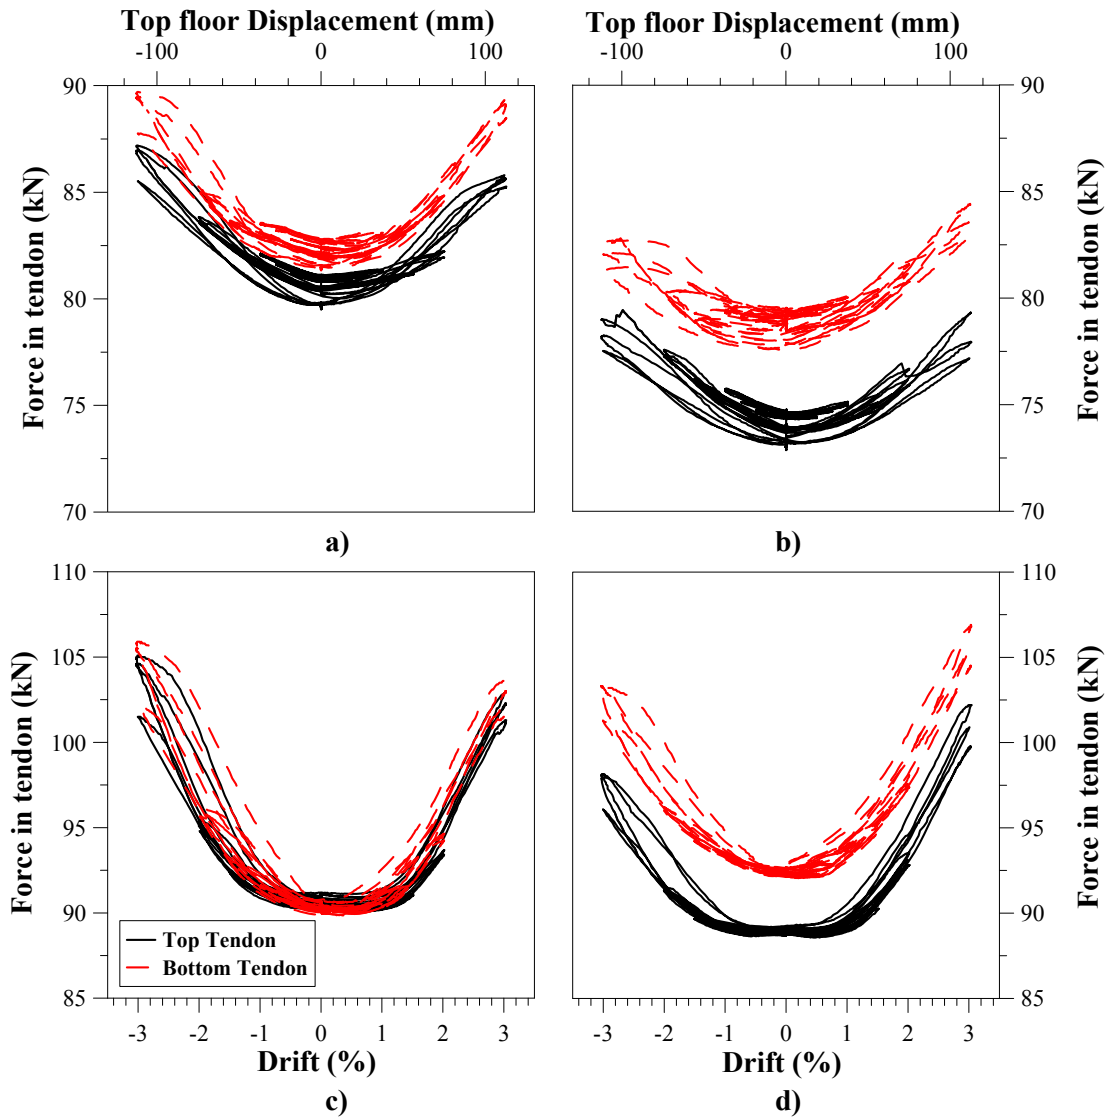 Top floor Displacement (mm) Top floor Displacement (mm)
-100 0 100 -100 0 100
90 90
85 85
80 80
75 75
70 70
Force in tendon (kN) Force in tendon (kN)
a) b)
110 110
105 105
100 100
95 95
90 90
85 85
Force in tendon (kN) Force in tendon (kN)
Top Tendon
Bottom Tendon
-3 -2 -1 0 1 2 3 -3 -2 -1 0 1 2 3
Drift (%) Drift (%)
c) d)